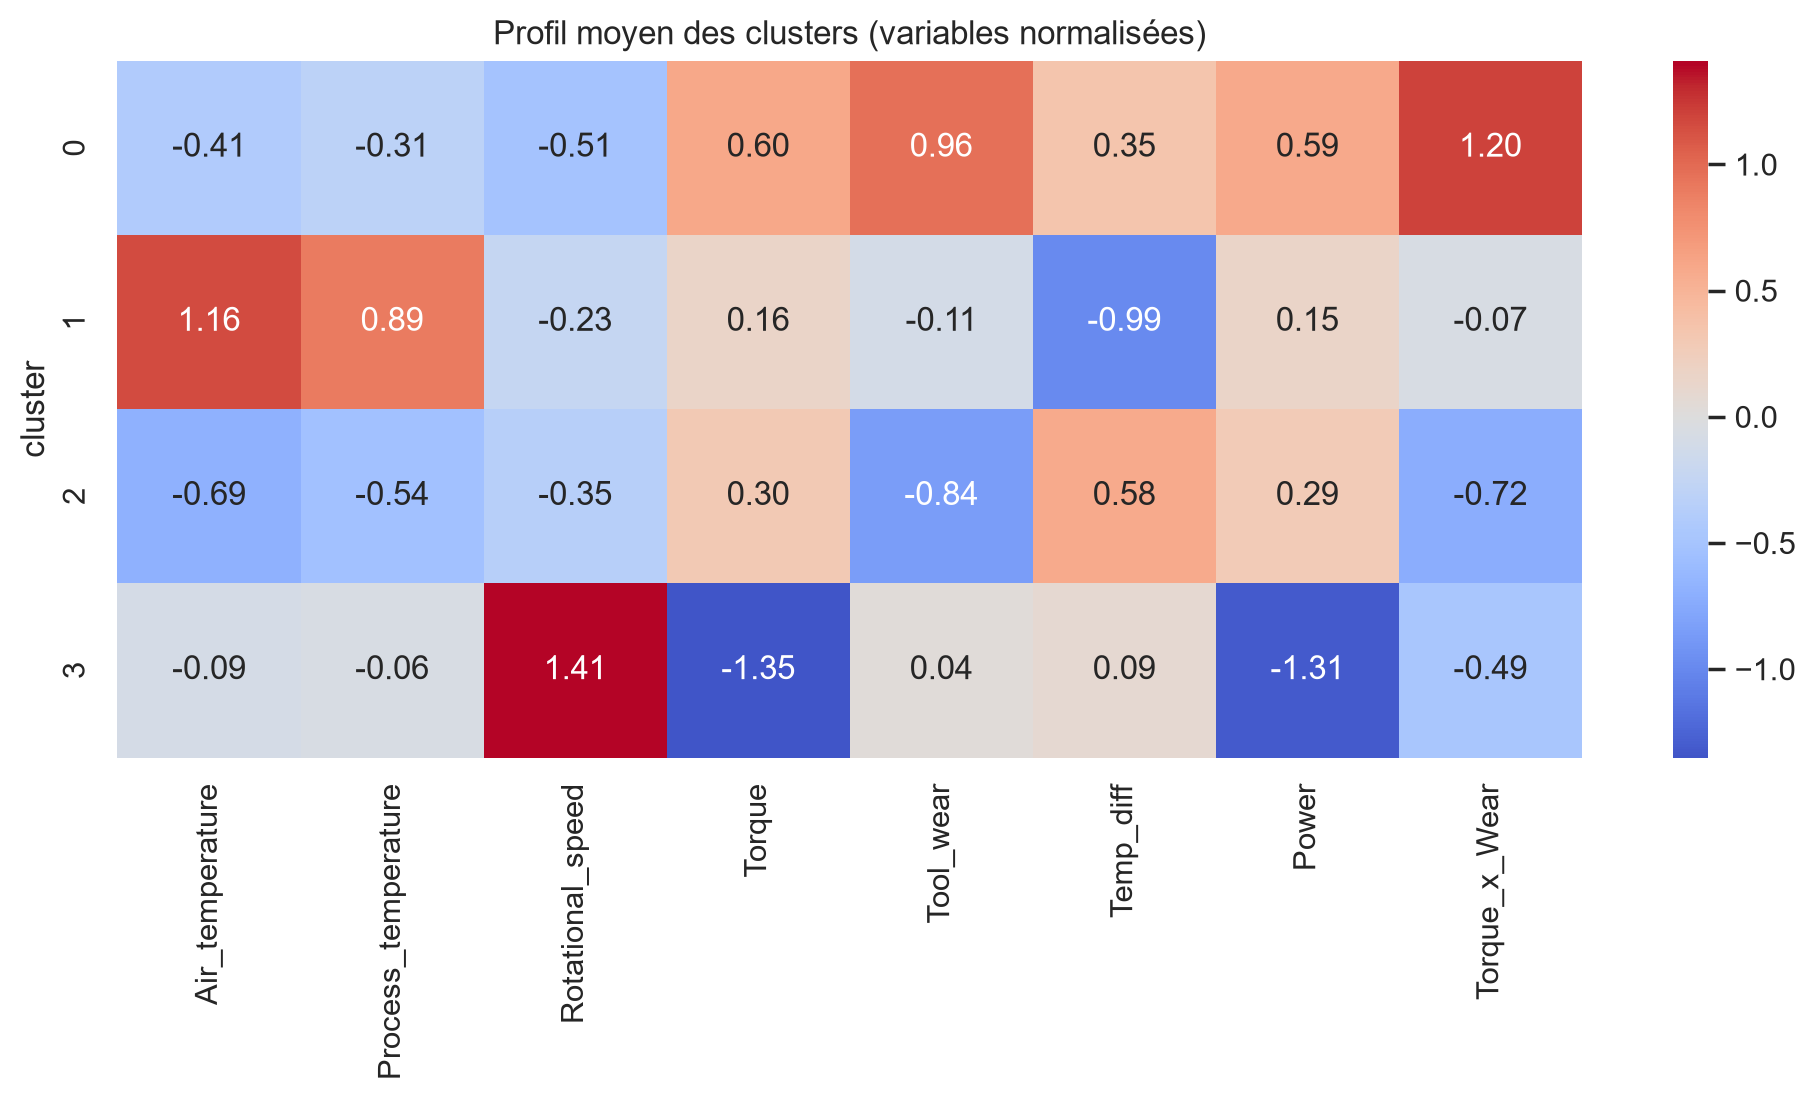 Profil moyen des clusters (variables normalisées)
cluster
0
-0.41 -0.31 -0.51 0.60 0.96 0.35 0.59 1.20
1
1.16 0.89 -0.23 0.16 -0.11 -0.99 0.15 -0.07
2
-0.69 -0.54 -0.35 0.30 -0.84 0.58 0.29 -0.72
3
-0.09 -0.06 1.41 -1.35 0.04 0.09 -1.31 -0.49
Air_temperature
Process_temperature
Rotational_speed
Torque
Tool_wear
Temp_diff
Power
Torque_x_Wear
1.0
0.5
0.0
−0.5
−1.0